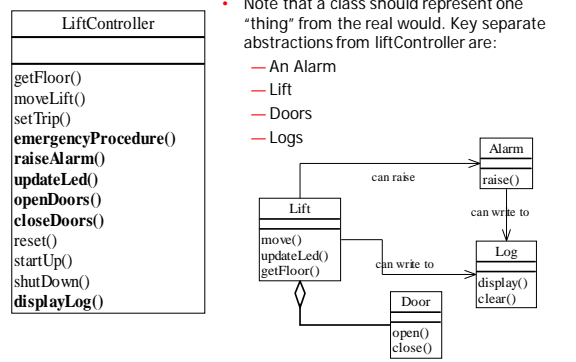 LiftController
getFloor()
moveLift()
setTrip()
emergencyProcedure()
raiseAlarm()
updateLed()
openDoors()
closeDoors()
reset()
startUp()
shutDown()
displayLog()
• Note that a class should represent one
“thing” from the real would. Key separate
abstractions from liftController are:
— An Alarm
— Lift
— Doors
— Logs
Alarm
raise()
can raise
can write to
Lift
move()
updateLed()
getFloor()
can write to
Log
display()
clear()
Door
open()
close()